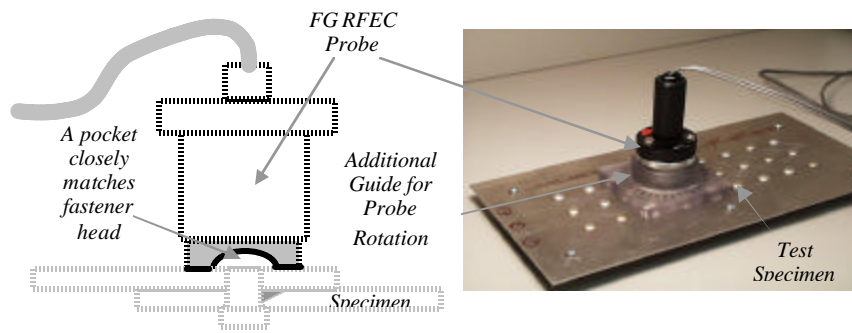 FG RFEC
Probe
A pocket
closely
matches
fastener
head
Additional
Guide for
Probe
Rotation
Test
Specimen
Specimen